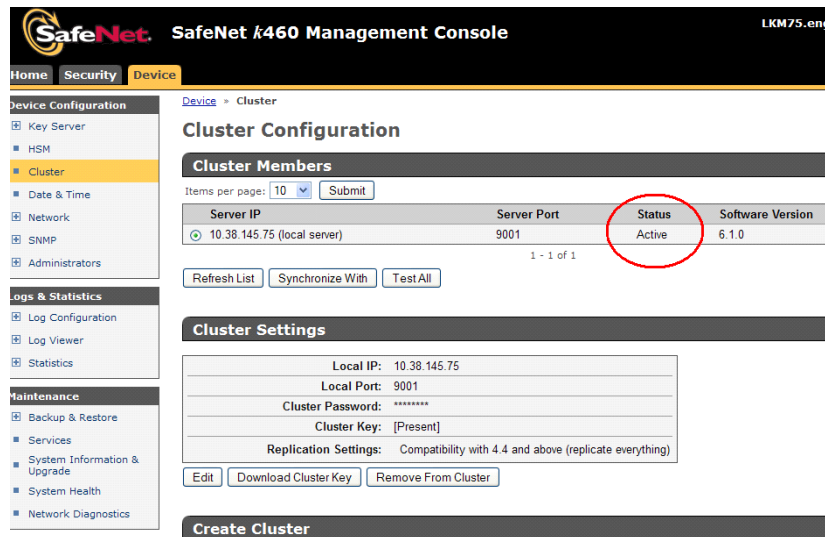 SafeNet. SafeNet k460 Management Console LKM75.eng
Home Security Device
Device Configuration
Key Server
HSM
Cluster
Date & Time
Network
SNMP
Administrators
Logs & Statistics
Log Configuration
Log Viewer
Statistics
Maintenance
Backup & Restore
Services
System Information &
Upgrade
System Health
Network Diagnostics
Device » Cluster
Cluster Configuration
Cluster Members
Items per page: 10 Submit
Server IP Server Port Status Software Version
10.38.145.75 (local server) 9001 Active 6.1.0
1 - 1 of 1
Refresh List Synchronize With Test All
Cluster Settings
Local IP: 10.38.145.75
Local Port: 9001
Cluster Password: ********
Cluster Key: [Present]
Replication Settings: Compatibility with 4.4 and above (replicate everything)
Edit Download Cluster Key Remove From Cluster
Create Cluster